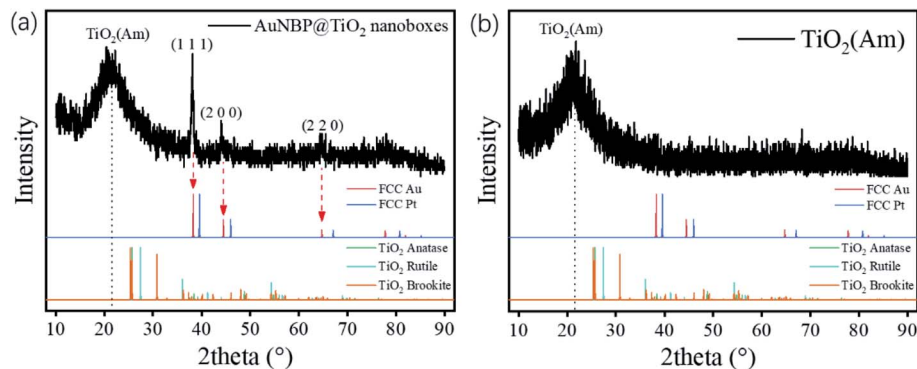 (a)
TiO2(Am)
AuNBP@TiO2 nanoboxes
(1 1 1)
(2 0 0)
(2 2 0)
Intensity
FCC Au
FCC Pt
TiO2 Anatase
TiO2 Rutile
TiO2 Brookite
10 20 30 40 50 60 70 80 90
2theta (°)
(b)
TiO2(Am)
TiO2(Am)
Intensity
FCC Au
FCC Pt
TiO2 Anatase
TiO2 Rutile
TiO2 Brookite
10 20 30 40 50 60 70 80 90
2theta (°)